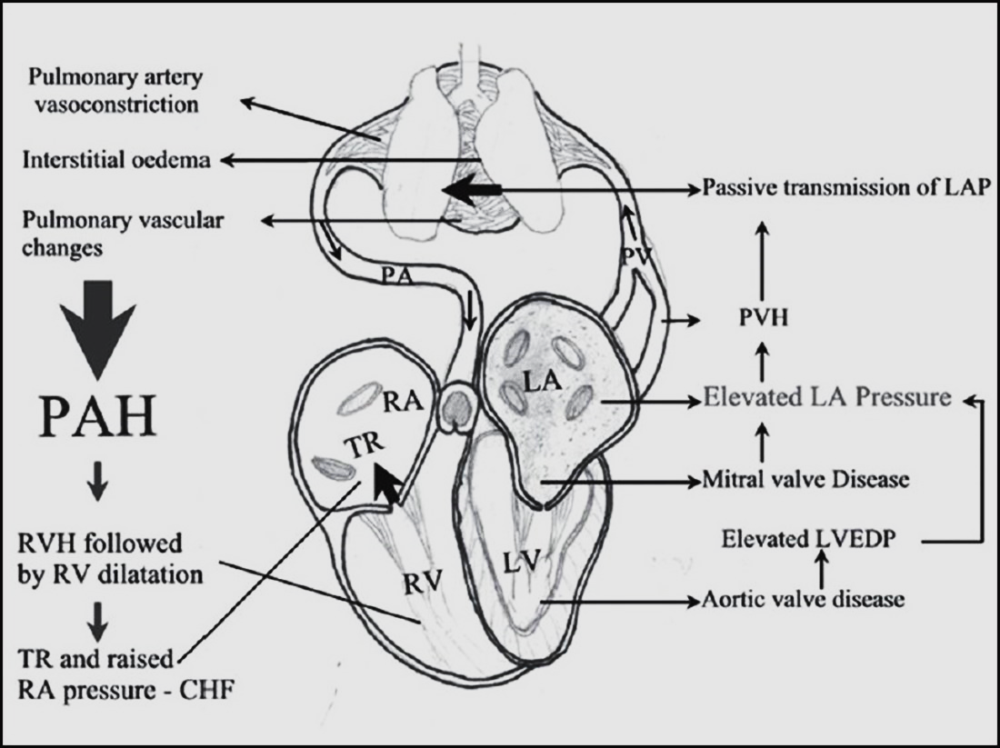 Pulmonary artery
vasoconstriction
Interstitial oedema
Pulmonary vascular
changes
PAH
RVH followed
by RV dilatation
TR and raised
RA pressure - CHF
PA
PV
LA
RA
TR
RV
LV
Passive transmission of LAP
PVH
Elevated LA Pressure
Mitral valve Disease
Elevated LVEDP
Aortic valve disease